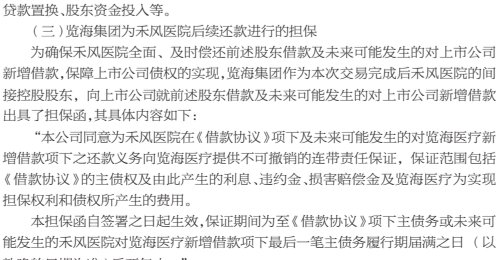 贷款置换、股东资金投入等。
（三）览海集团为禾风医院后续还款进行的担保
为确保禾风医院全面、及时偿还前述股东借款及未来可能发生的对上市公司
新增借款,保障上市公司债权的实现,览海集团作为本次交易完成后禾风医院的间
接控股股东，向上市公司就前述股东借款及未来可能发生的对上市公司新增借款
出具了担保函,其具体内容如下：
“本公司同意为禾风医院在《借款协议》项下及未来可能发生的对览海医疗新
增借款项下之还款义务向览海医疗提供不可撤销的连带责任保证，保证范围包括
《借款协议》的主债权及由此产生的利息、违约金、损害赔偿金及览海医疗为实现
担保权利和债权所产生的费用。
本担保函自签署之日起生效,保证期间为至《借款协议》项下主债务或未来可
能发生的禾风医院对览海医疗新增借款项下最后一笔主债务履行期届满之日（以